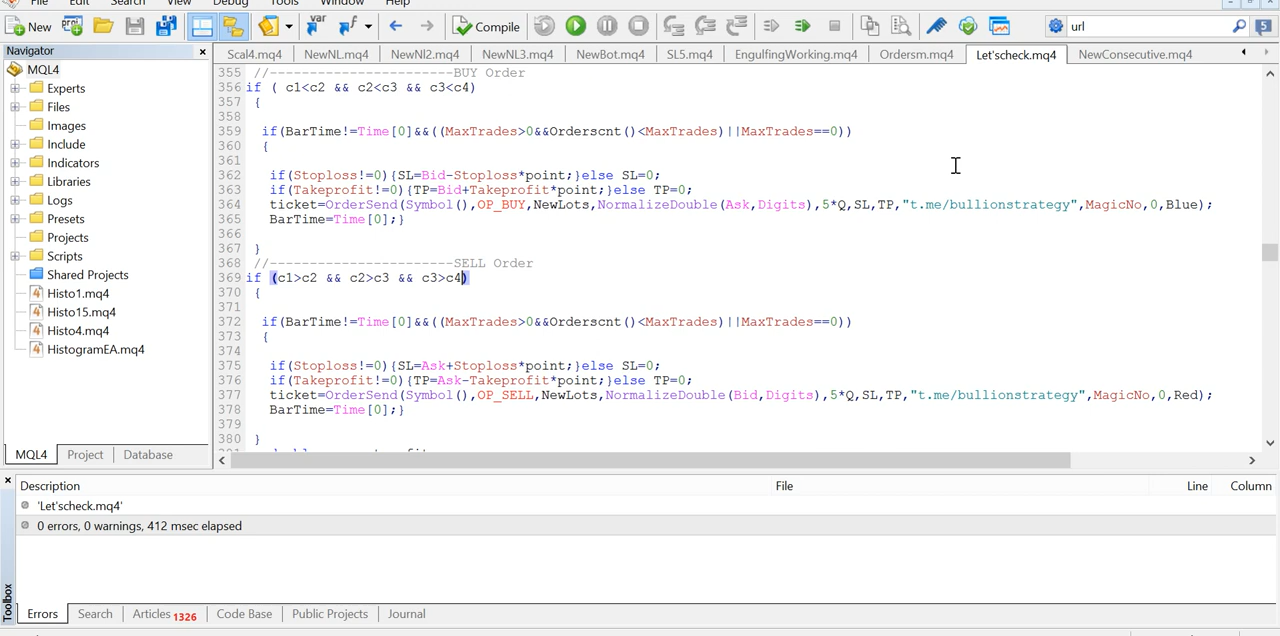 File Edit Search View Debug Tools Window Help
New Compile url 5
Navigator
Scal4.mq4 NewNL.mq4 NewNl2.mq4 NewNL3.mq4 NewBot.mq4 SL5.mq4 EngulfingWorking.mq4 Ordersm.mq4 Let'scheck.mq4 NewConsecutive.mq4
MQL4
Experts
Files
Images
Include
Indicators
Libraries
Logs
Presets
Projects
Scripts
Shared Projects
Histo1.mq4
Histo15.mq4
Histo4.mq4
HistogramEA.mq4
MQL4 Project Database
355 //-----------------------BUY Order
356 if ( c1<c2 && c2<c3 && c3<c4)
357 {
358
359 if(BarTime!=Time[0]&&((MaxTrades>0&&Orderscnt()<MaxTrades)||MaxTrades==0))
360 {
361
362 if(Stoploss!=0){SL=Bid-Stoploss*point;}else SL=0;
363 if(Takeprofit!=0){TP=Bid+Takeprofit*point;}else TP=0;
364 ticket=OrderSend(Symbol(),OP_BUY,NewLots,NormalizeDouble(Ask,Digits),5*Q,SL,TP,"t.me/bullionstrategy",MagicNo,0,Blue);
365 BarTime=Time[0];}
366
367 }
368 //-----------------------SELL Order
369 if (c1>c2 && c2>c3 && c3>c4)
370 {
371
372 if(BarTime!=Time[0]&&((MaxTrades>0&&Orderscnt()<MaxTrades)||MaxTrades==0))
373 {
374
375 if(Stoploss!=0){SL=Ask+Stoploss*point;}else SL=0;
376 if(Takeprofit!=0){TP=Ask-Takeprofit*point;}else TP=0;
377 ticket=OrderSend(Symbol(),OP_SELL,NewLots,NormalizeDouble(Bid,Digits),5*Q,SL,TP,"t.me/bullionstrategy",MagicNo,0,Red);
378 BarTime=Time[0];}
379
380 }
Description File Line Column
'Let'scheck.mq4'
0 errors, 0 warnings, 412 msec elapsed
Toolbox
Errors Search Articles 1326 Code Base Public Projects Journal